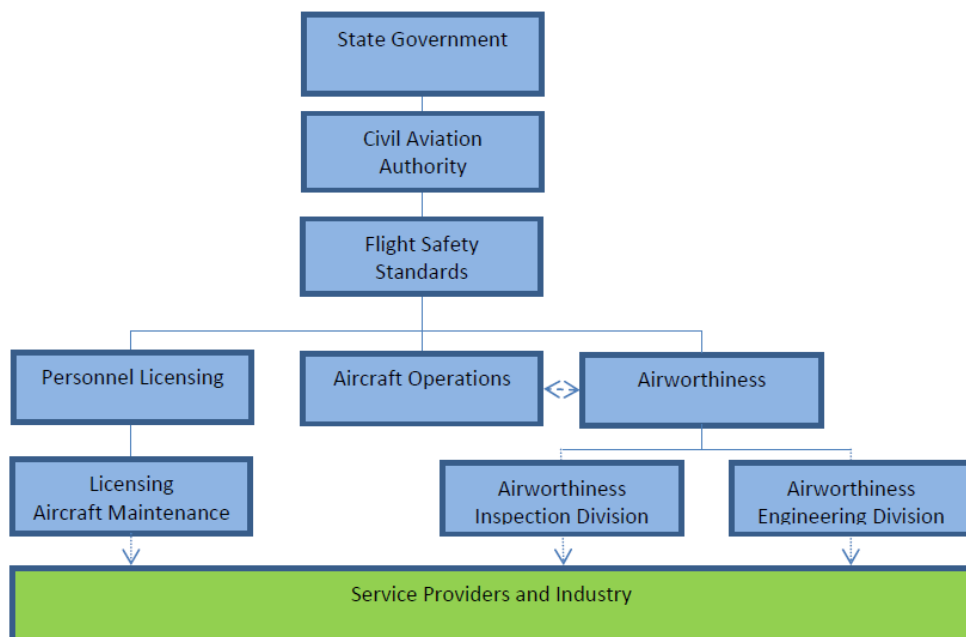 State Government
Civil Aviation
Authority
Flight Safety
Standards
Personnel Licensing
Aircraft Operations
Airworthiness
Licensing
Aircraft Maintenance
Airworthiness
Inspection Division
Airworthiness
Engineering Division
Service Providers and Industry